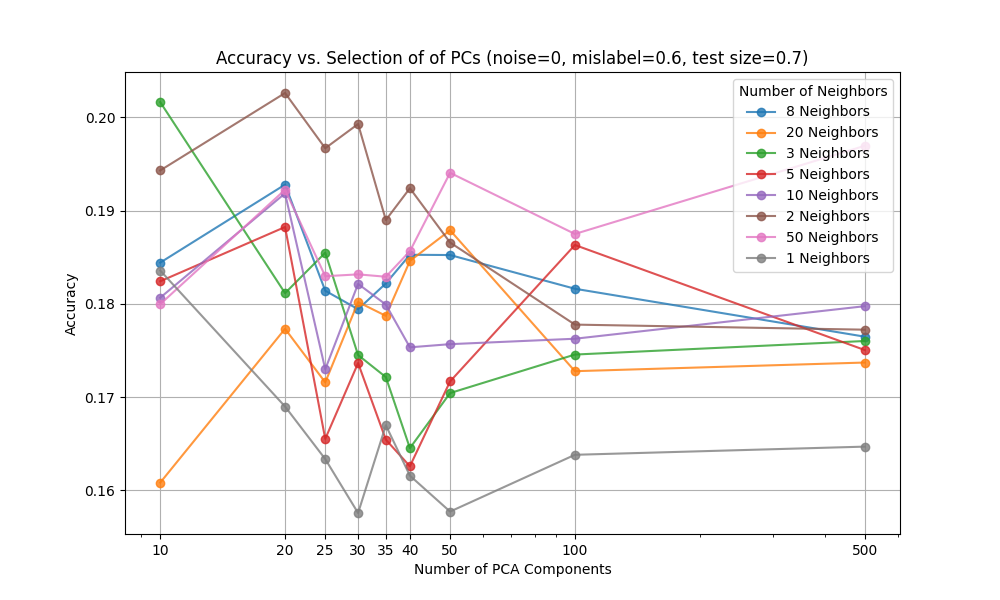 Accuracy vs. Selection of of PCs (noise=0, mislabel=0.6, test size=0.7)
Number of Neighbors
8 Neighbors
20 Neighbors
3 Neighbors
5 Neighbors
10 Neighbors
2 Neighbors
50 Neighbors
1 Neighbors
Accuracy
0.20
0.19
0.18
0.17
0.16
10 20 25 30 35 40 50 100 500
Number of PCA Components